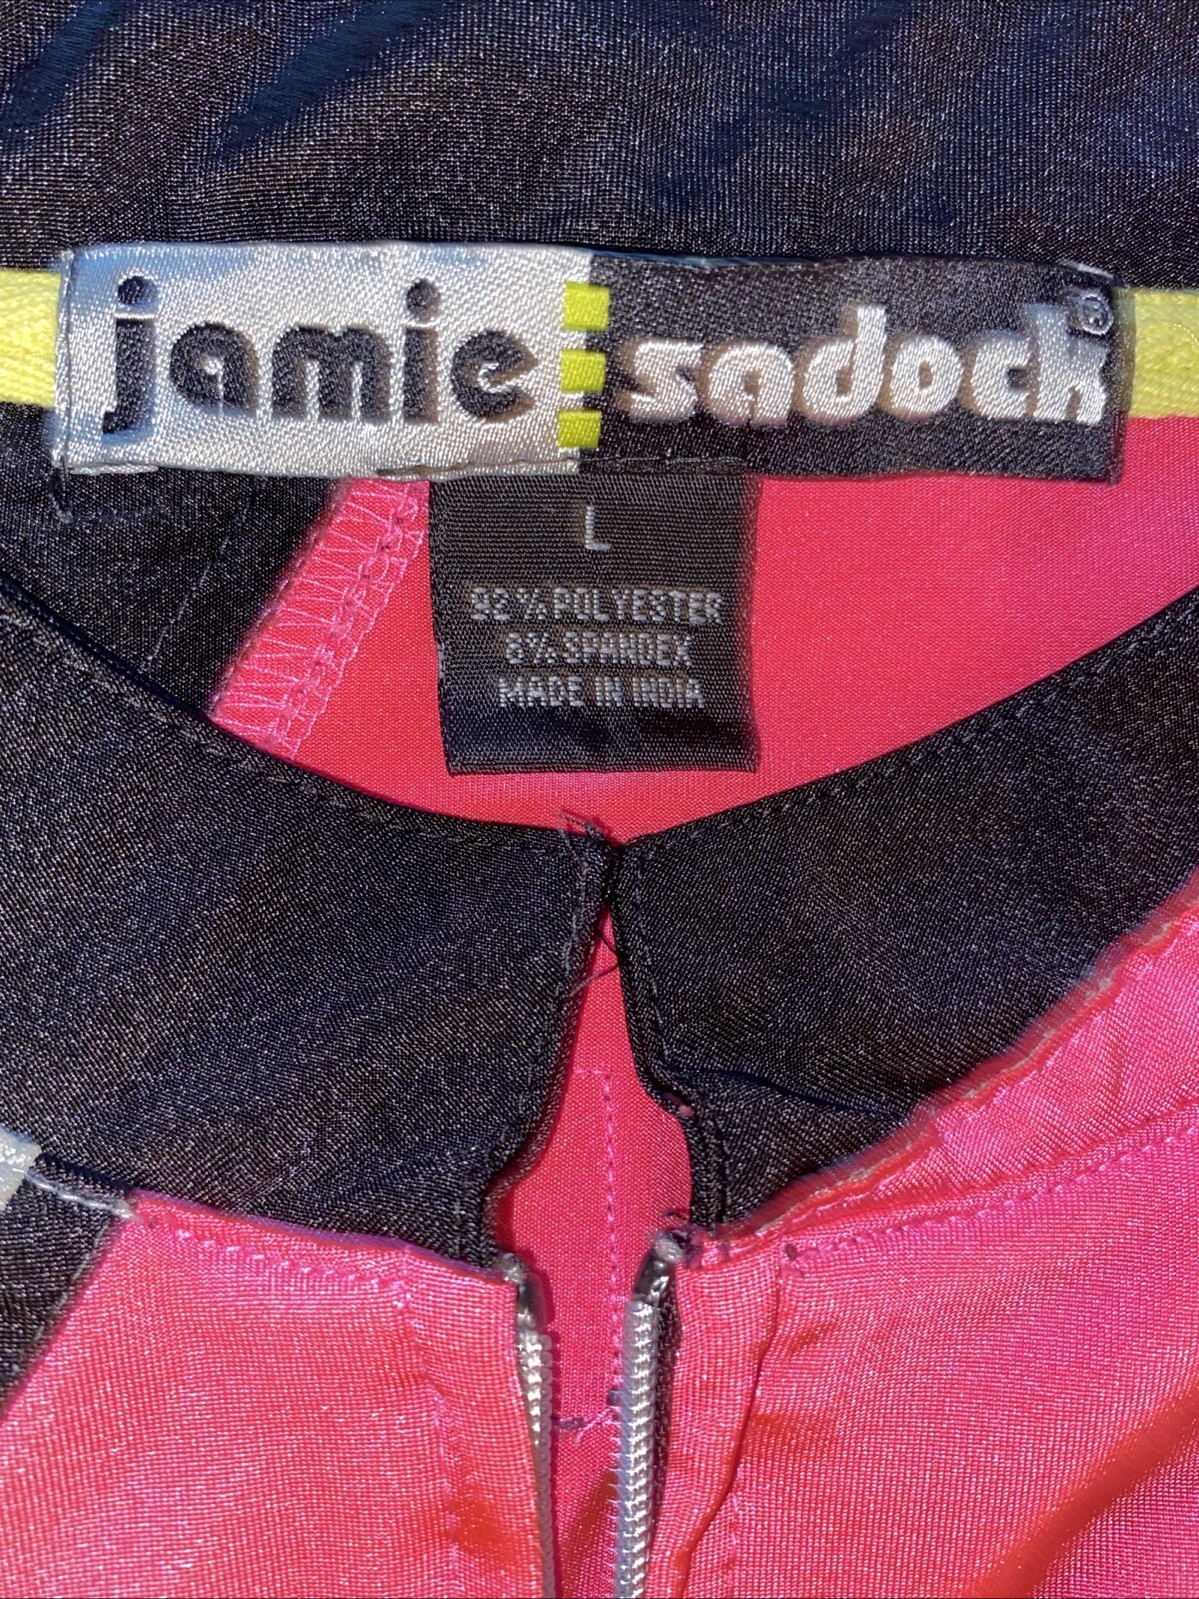 jamie sadock®
L
92% POLYESTER
8% SPANDEX
MADE IN INDIA